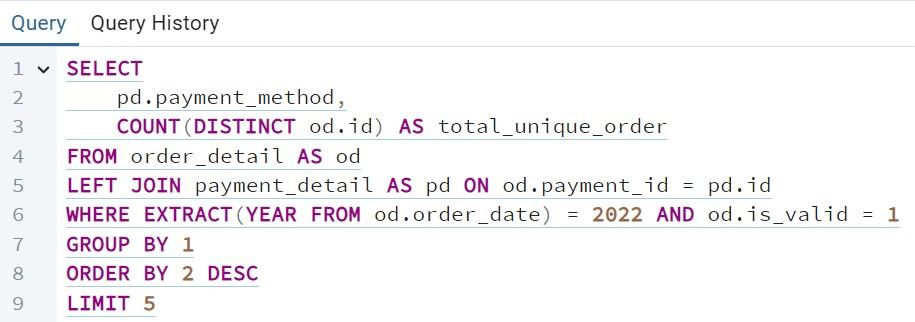 Query Query History
1 SELECT
2 pd.payment_method,
3 COUNT(DISTINCT od.id) AS total_unique_order
4 FROM order_detail AS od
5 LEFT JOIN payment_detail AS pd ON od.payment_id = pd.id
6 WHERE EXTRACT(YEAR FROM od.order_date) = 2022 AND od.is_valid = 1
7 GROUP BY 1
8 ORDER BY 2 DESC
9 LIMIT 5